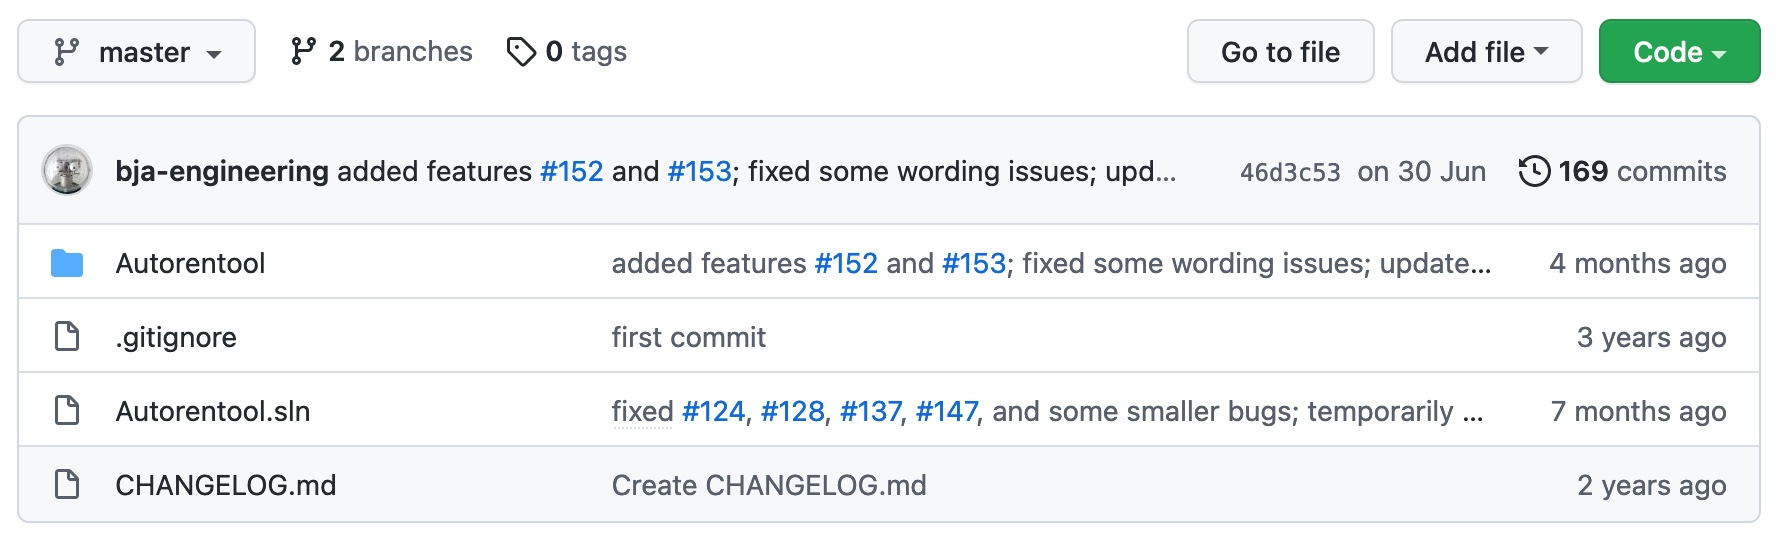 master 2 branches 0 tags Go to file Add file Code
bja-engineering added features #152 and #153; fixed some wording issues; upd... 46d3c53 on 30 Jun 169 commits
Autorentool added features #152 and #153; fixed some wording issues; update... 4 months ago
.gitignore first commit 3 years ago
Autorentool.sln fixed #124, #128, #137, #147, and some smaller bugs; temporarily ... 7 months ago
CHANGELOG.md Create CHANGELOG.md 2 years ago